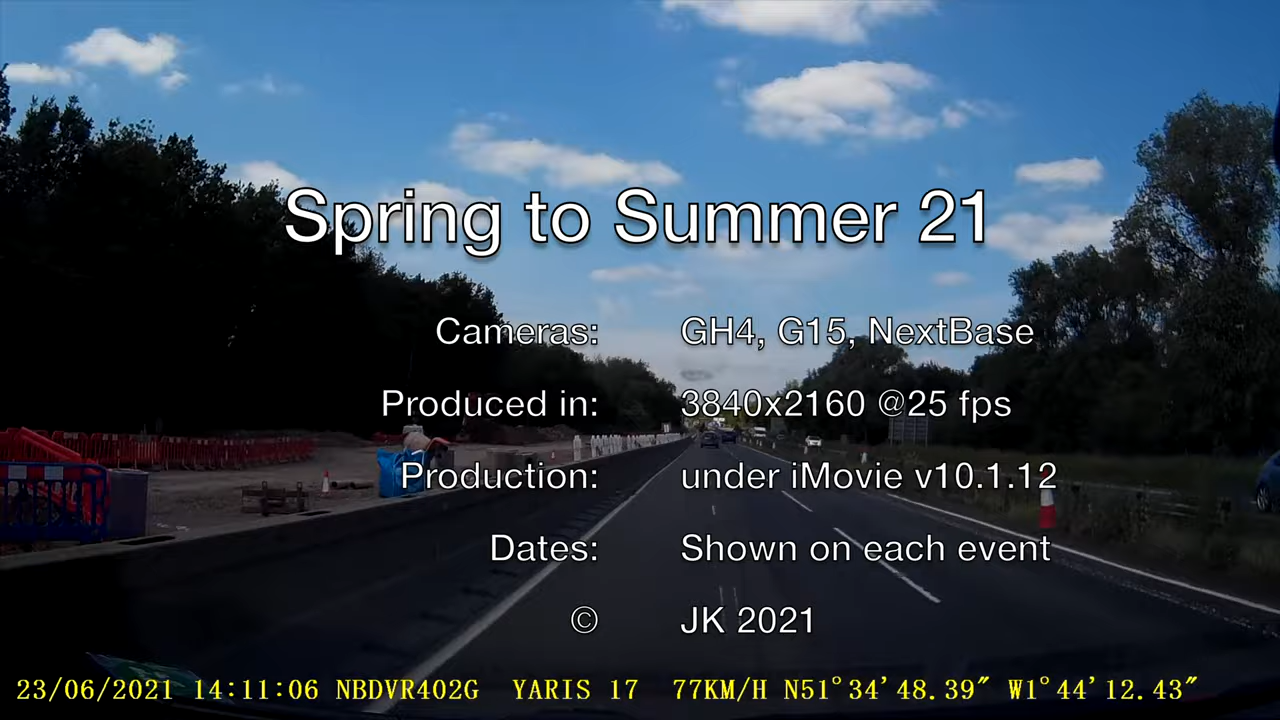 Spring to Summer 21
Cameras: GH4, G15, NextBase
Produced in: 3840x2160 @25 fps
Production: under iMovie v10.1.12
Dates: Shown on each event
© JK 2021
23/06/2021 14:11:06 NBDVR402G YARIS 17 77KM/H N51°34'48.39" W1°44'12.43"